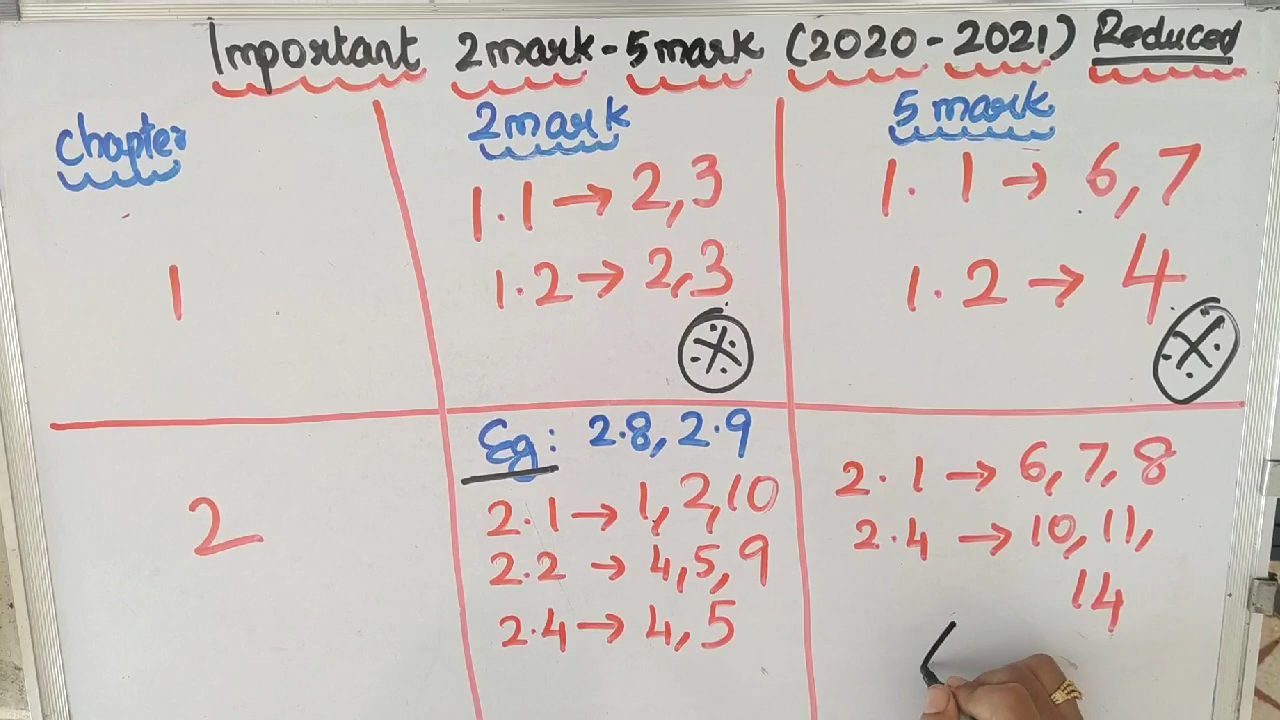 Important 2mark-5mark (2020-2021) Reduced
chapter 2mark 5 mark
1 1.1→2,3 1.1→6,7
1.2→2,3 1.2→4
Eg: 2.8, 2.9
2 2.1→1,2,10 2.1→6,7,8
2.2→4,5,9 2.4→10,11,
14
2.4→4,5